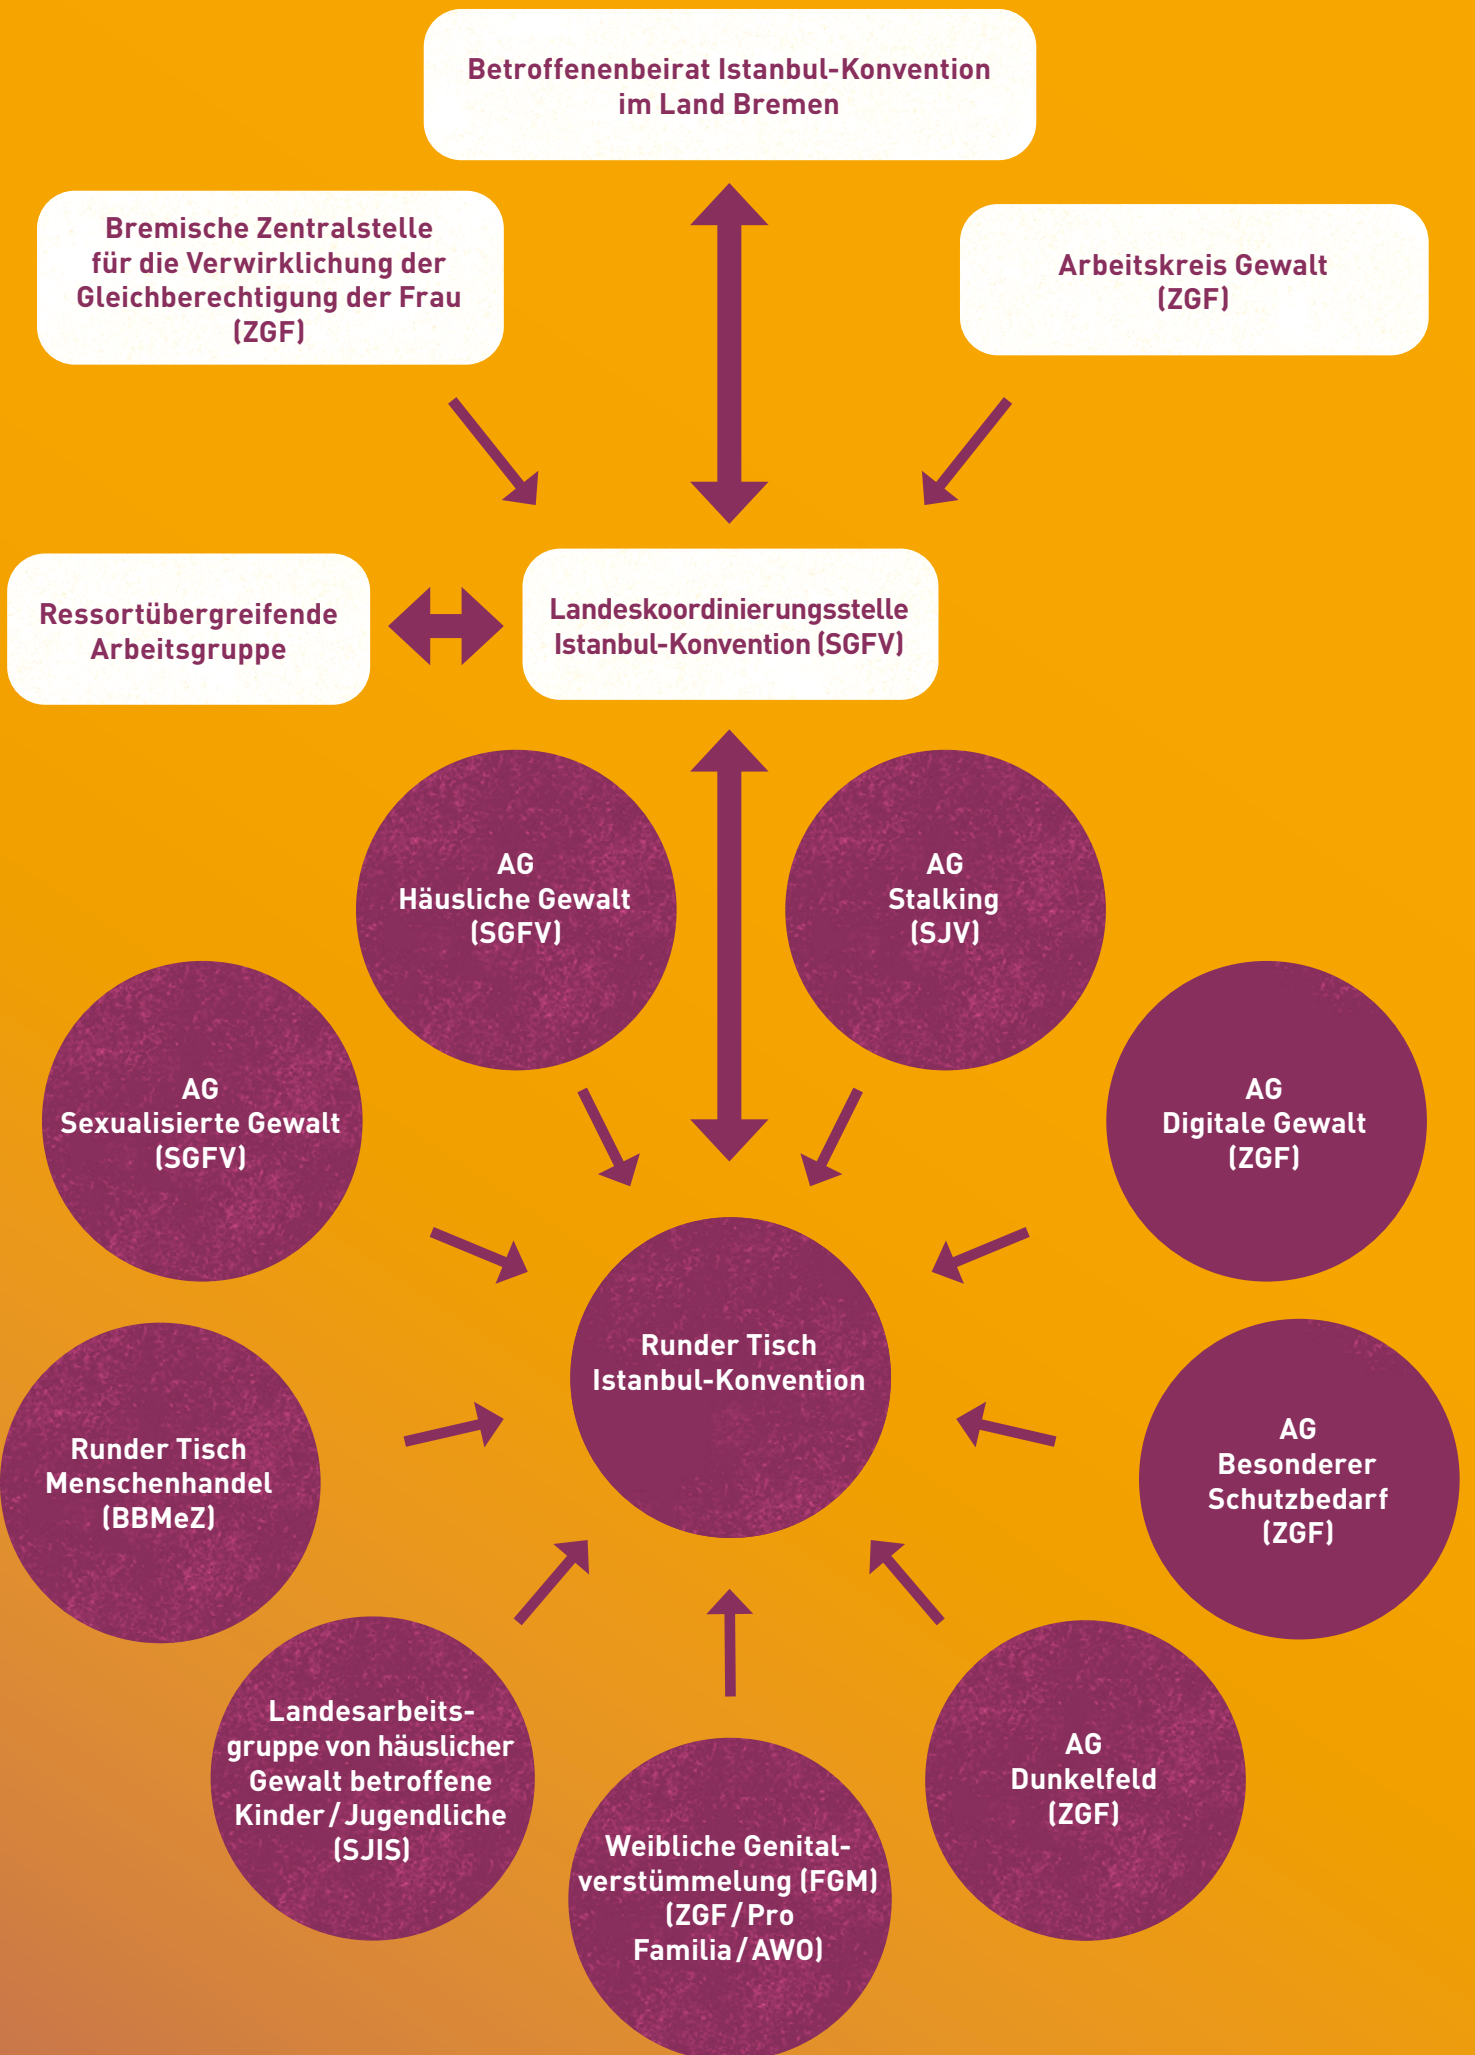 Betroffenenbeirat Istanbul-Konvention
im Land Bremen
Bremische Zentralstelle
für die Verwirklichung der
Gleichberechtigung der Frau
(ZGF)
Arbeitskreis Gewalt
(ZGF)
Ressortübergreifende
Arbeitsgruppe
Landeskoordinierungsstelle
Istanbul-Konvention (SGFV)
AG
Häusliche Gewalt
(SGFV)
AG
Stalking
(SJV)
AG
Sexualisierte Gewalt
(SGFV)
AG
Digitale Gewalt
(ZGF)
Runder Tisch
Istanbul-Konvention
Runder Tisch
Menschenhandel
(BBMeZ)
AG
Besonderer
Schutzbedarf
(ZGF)
Landesarbeits-
gruppe von häuslicher
Gewalt betroffene
Kinder/Jugendliche
(SJIS)
Weibliche Genital-
verstümmelung (FGM)
(ZGF/Pro
Familia/AWO)
AG
Dunkelfeld
(ZGF)